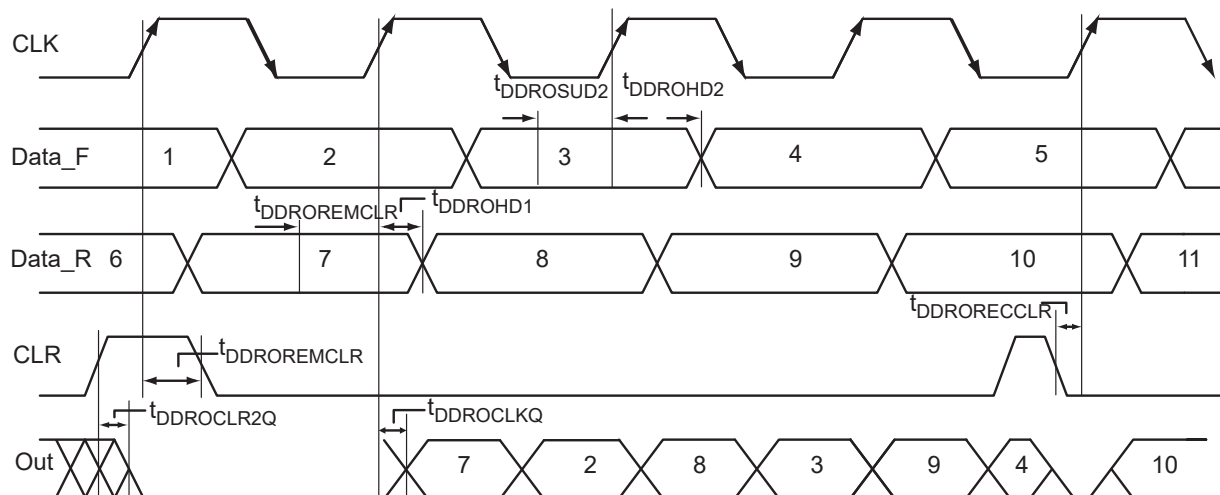 CLK
tDDROSUD2 tDDROHD2
Data_F 1 2 3 4 5
tDDROREMCLR tDDROHD1
Data_R 6 7 8 9 10 11
tDDRORECCLR
CLR tDDROREMCLR
tDDROCLR2Q tDDROCLKQ
Out 7 2 8 3 9 4 10